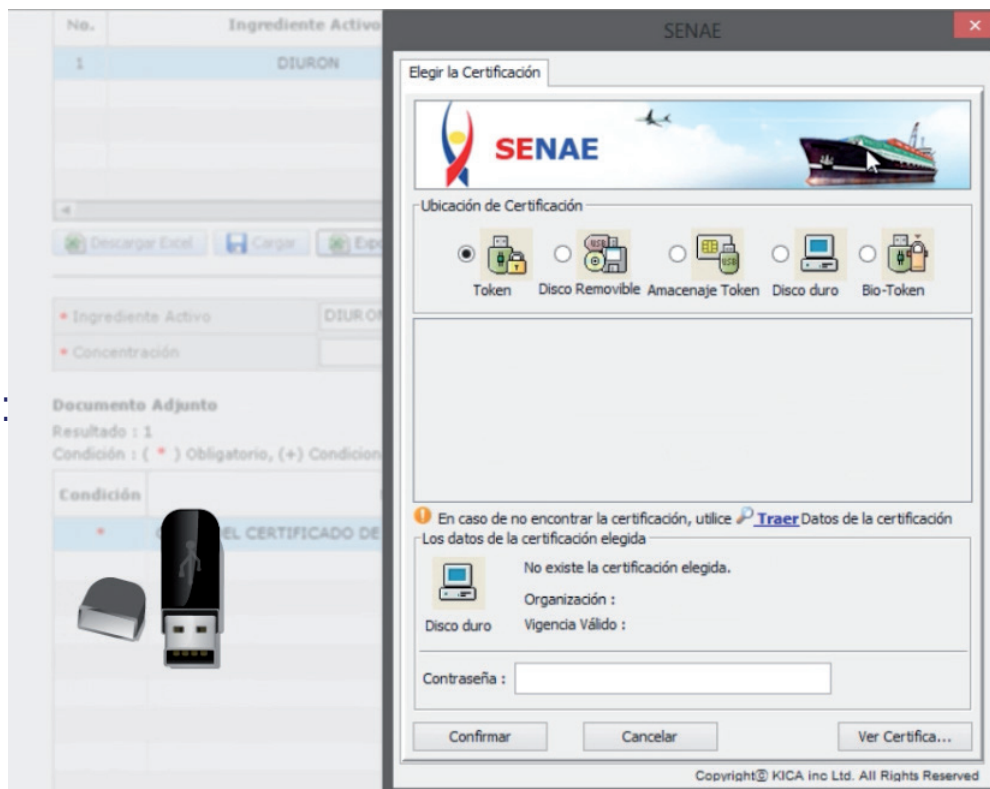 No. Ingrediente Activo
1 DIURON
Descargar Excel Cargar Expo
* Ingrediente Activo DIURON
* Concentración
Documento Adjunto
Resultado : 1
Condición : ( * ) Obligatorio, (+) Condicion
Condición
* EL CERTIFICADO DE
:
SENAE
Elegir la Certificación
SENAE
Ubicación de Certificación
USB
USB
Token Disco Removible Amacenaje Token Disco duro Bio-Token
En caso de no encontrar la certificación, utilice Traer Datos de la certificación
Los datos de la certificación elegida
No existe la certificación elegida.
Organización :
Disco duro Vigencia Válido :
Contraseña :
Confirmar Cancelar Ver Certifica...
Copyright© KICA inc Ltd. All Rights Reserved